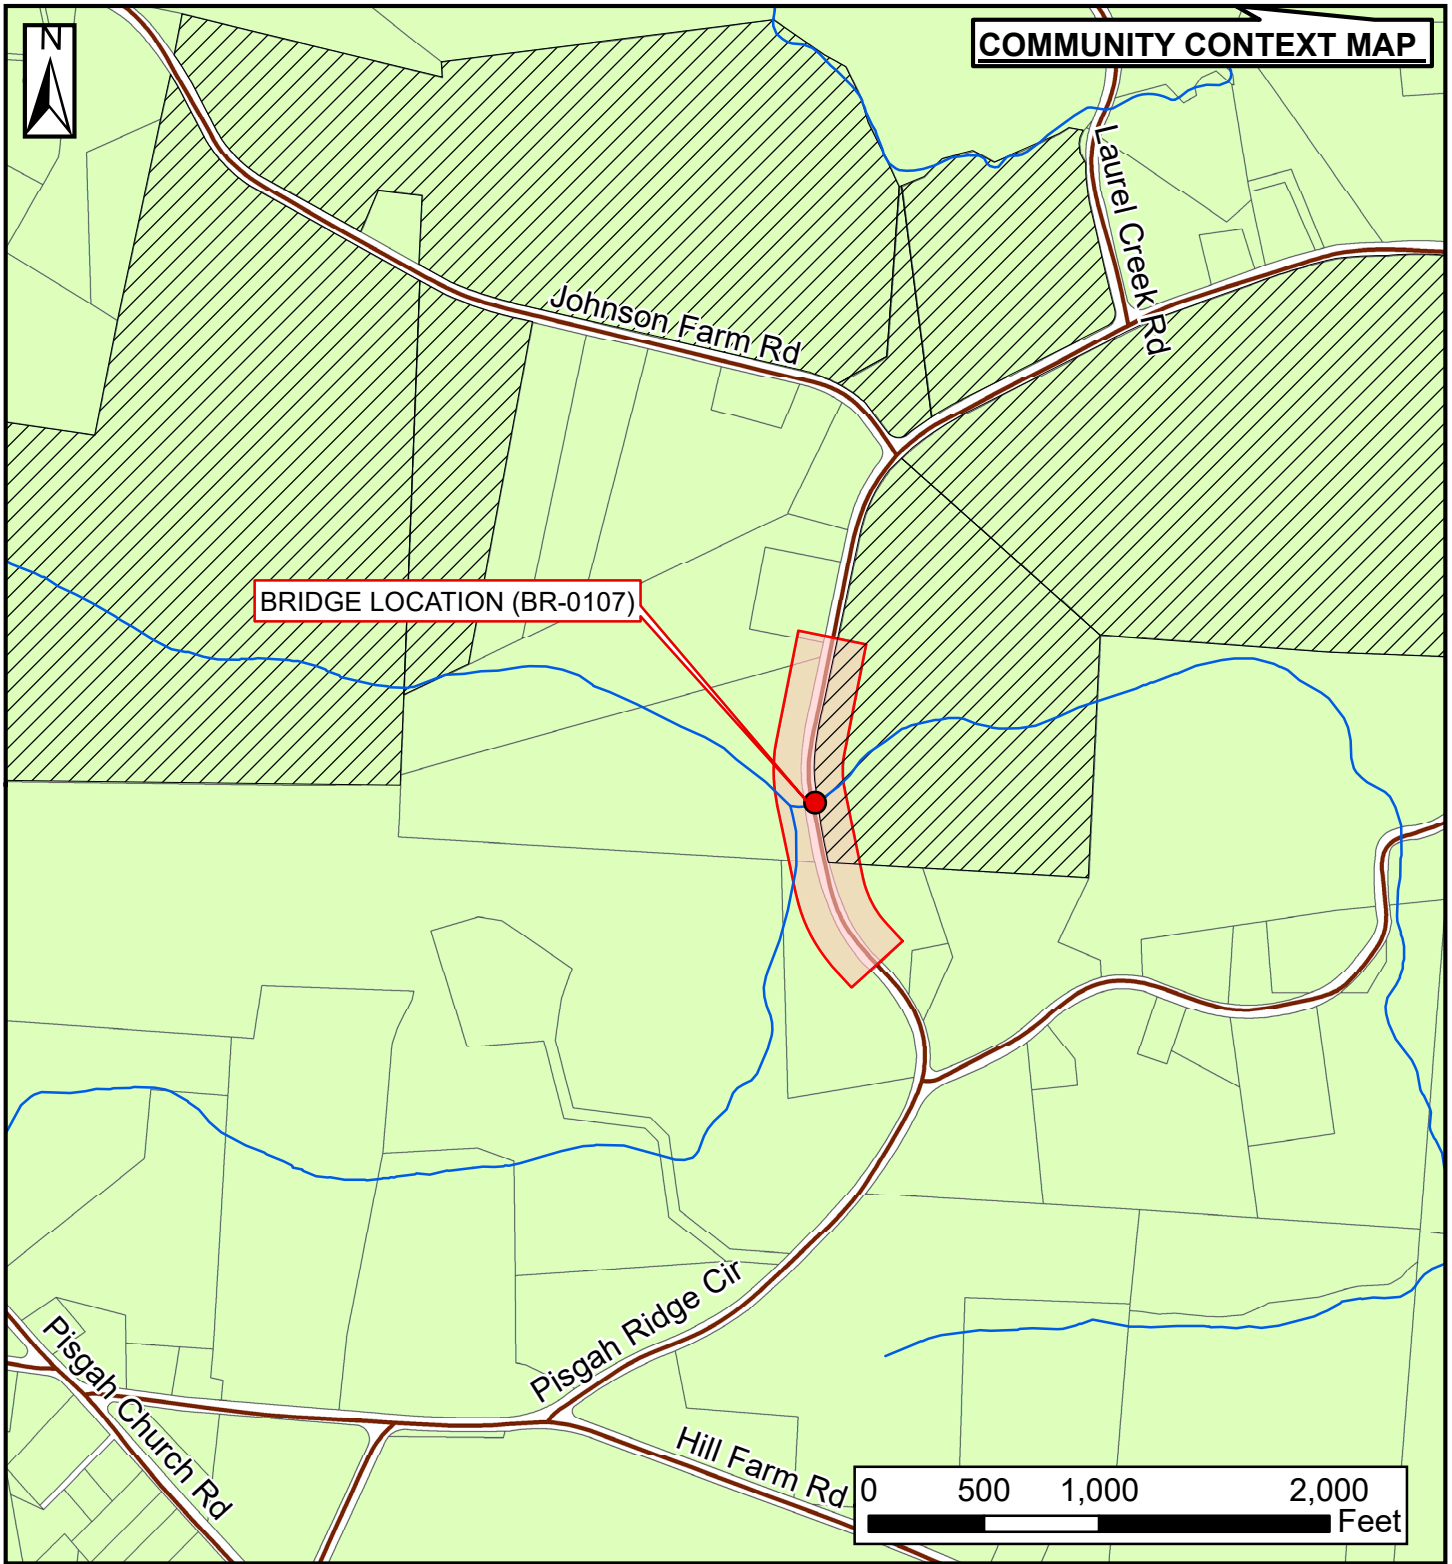 COMMUNITY CONTEXT MAP
N
Laurel Creek Rd
Johnson Farm Rd
BRIDGE LOCATION (BR-0107)
Pisgah Ridge Cir
Pisgah Church Rd
Hill Farm Rd
0 500 1,000 2,000
Feet